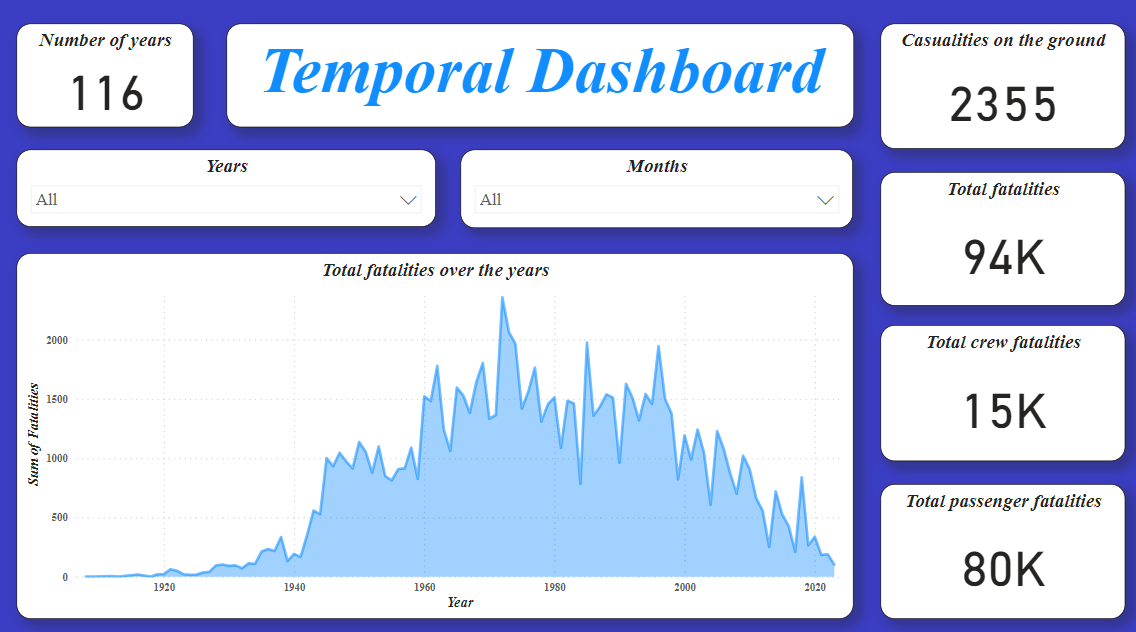 Number of years
116
Temporal Dashboard
Casualities on the ground
2355
Years
All
Months
All
Total fatalities
94K
Total fatalities over the years
Sum of Fatalities
2000
1500
1000
500
0
1920
1940
1960
1980
2000
2020
Year
Total crew fatalities
15K
Total passenger fatalities
80K